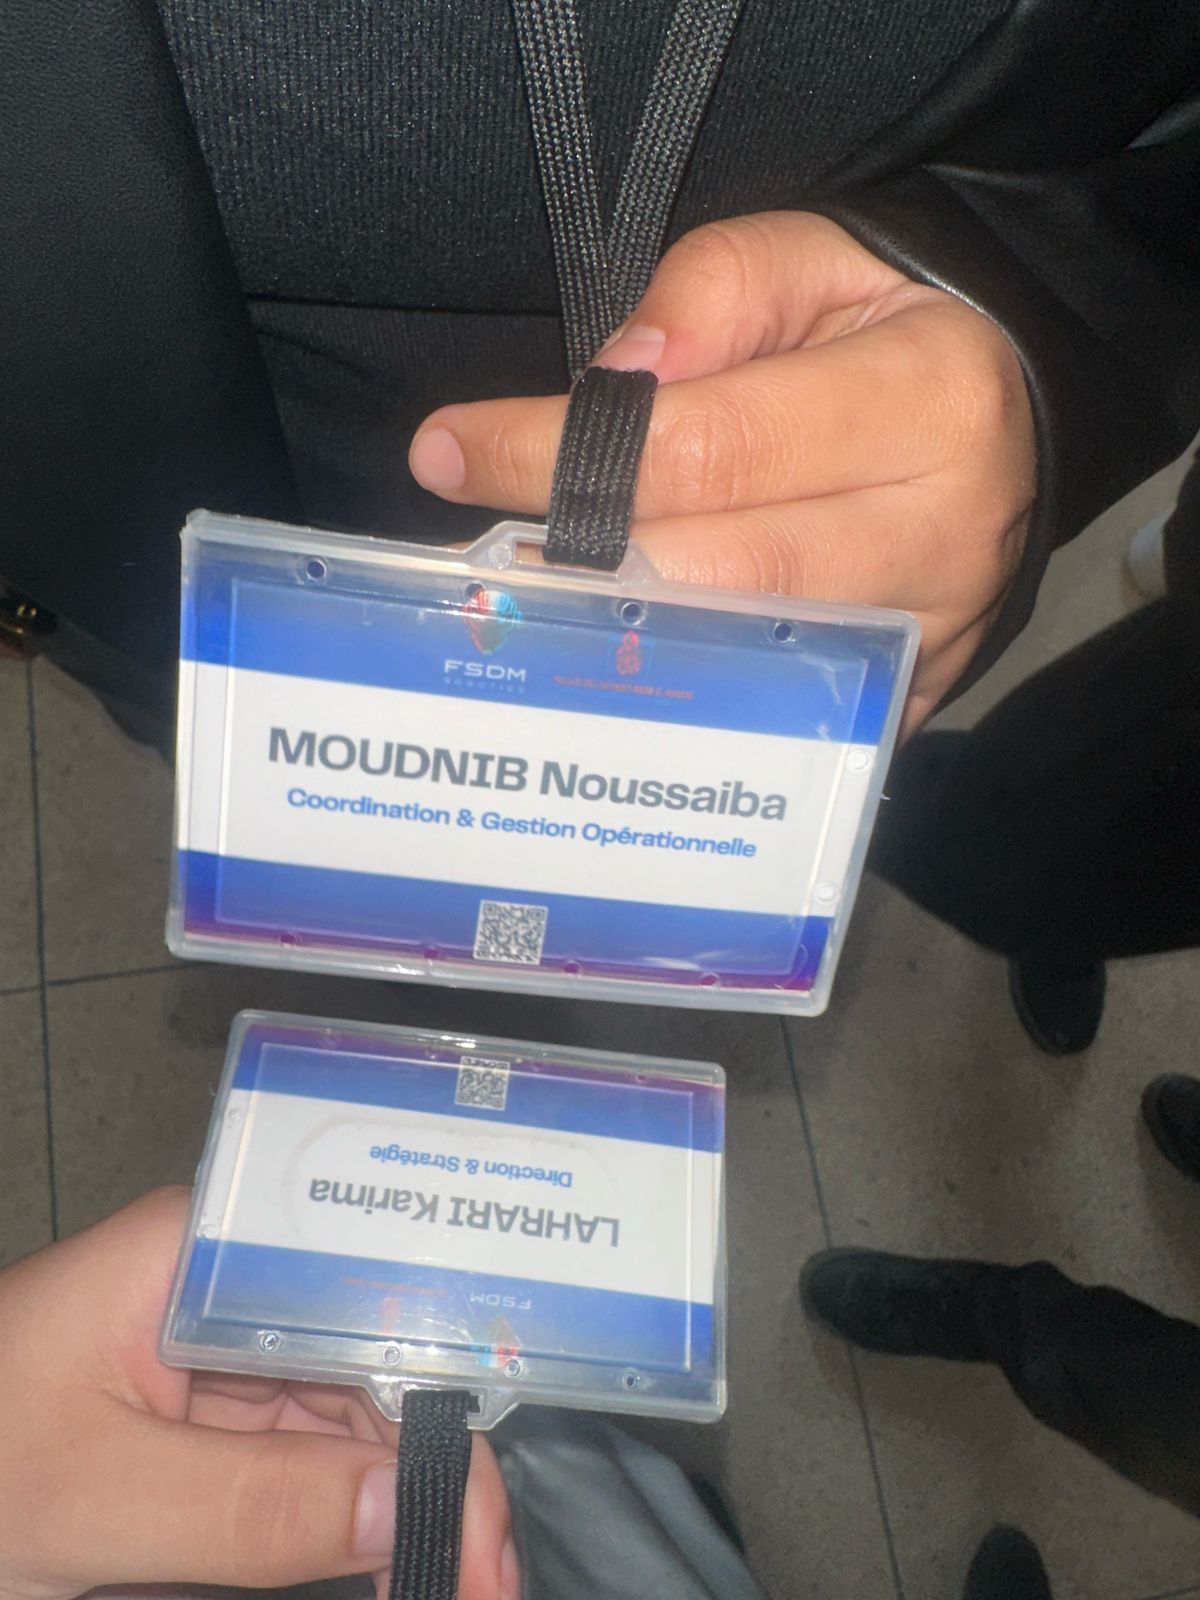 FSDM
ROBOTICS
MOUDNIB Noussaiba
Coordination & Gestion Opérationnelle
FSDM
LAHRARI Karima
Direction & Stratégie